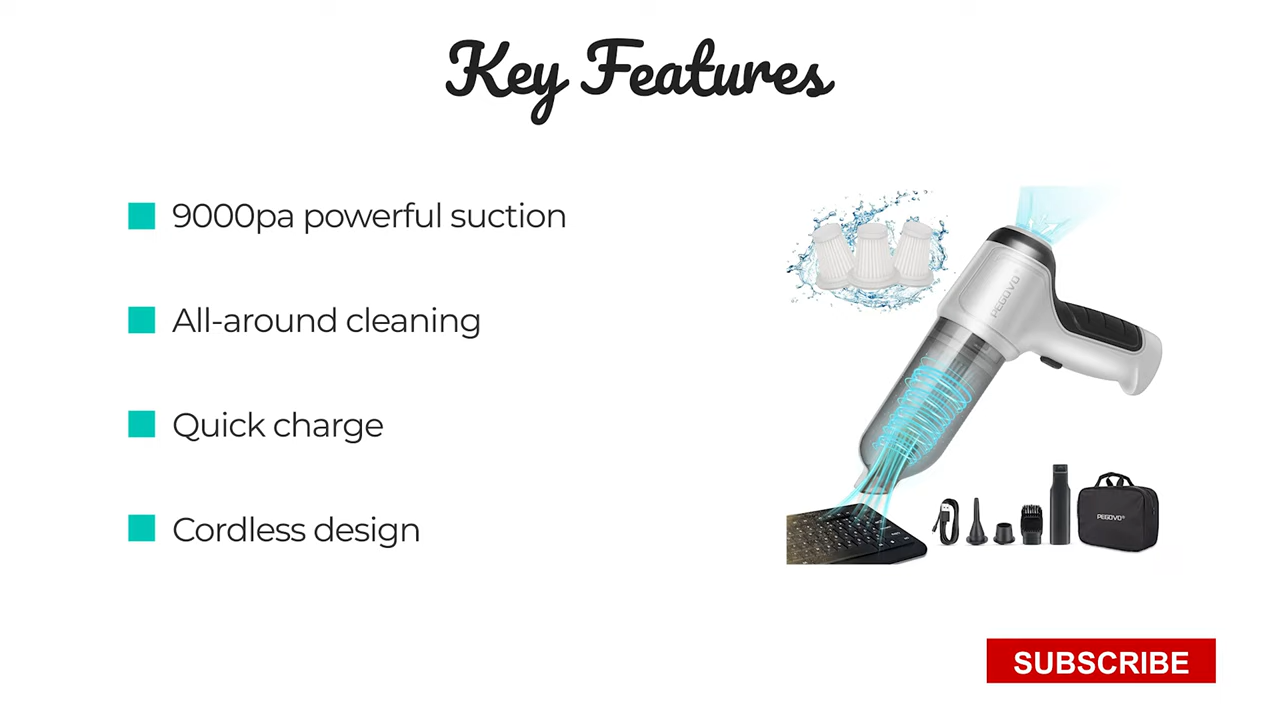 Key Features
9000pa powerful suction
All-around cleaning
Quick charge
Cordless design
PEGOVO®
PEGOVO®
SUBSCRIBE